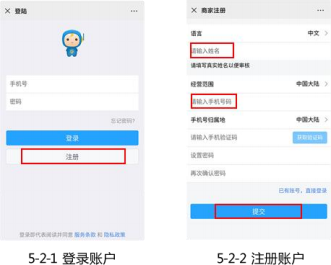 × 登陆 ...
手机号
密码
忘记密码?
登录
注册
登录即代表阅读并同意 服务条款 和 隐私政策
5-2-1 登录账户
× 商家注册 ...
语言 中文 >
请输入姓名
请填写真实姓名以便审核
经营范围 中国大陆 >
请输入手机号码
手机号归属地 中国大陆 >
请输入手机验证码 获取验证码
设置密码
再次确认密码
已有账号，直接登录
提交
5-2-2 注册账户